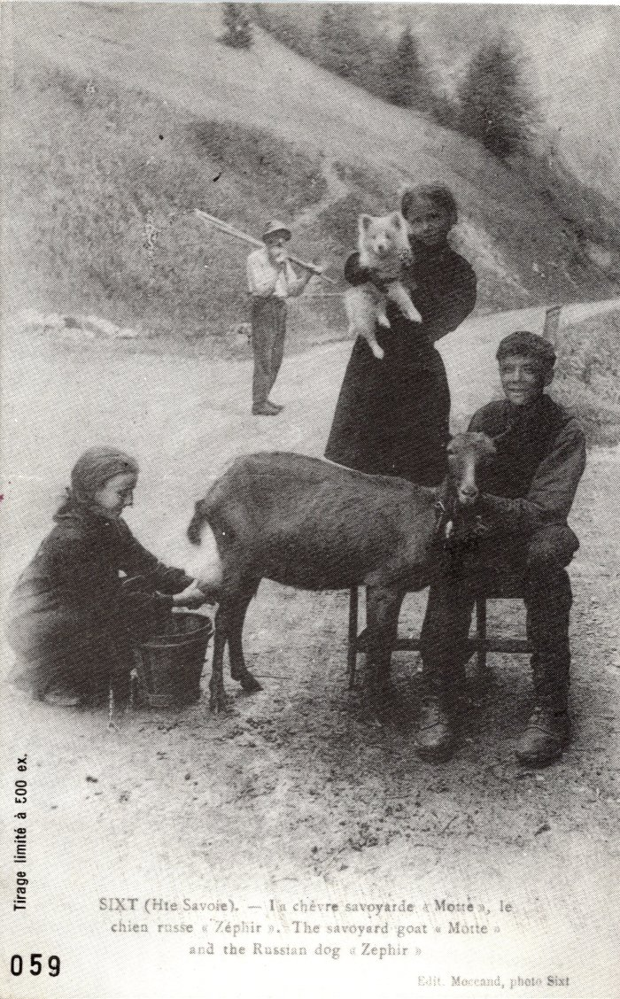 Tirage limité à 500 ex.
SIXT (Hte Savoie). — La chèvre savoyarde « Motte », le
chien russe « Zéphir ». The savoyard goat « Motte »
and the Russian dog « Zephir »
Edit. Moccand, photo Sixt
059